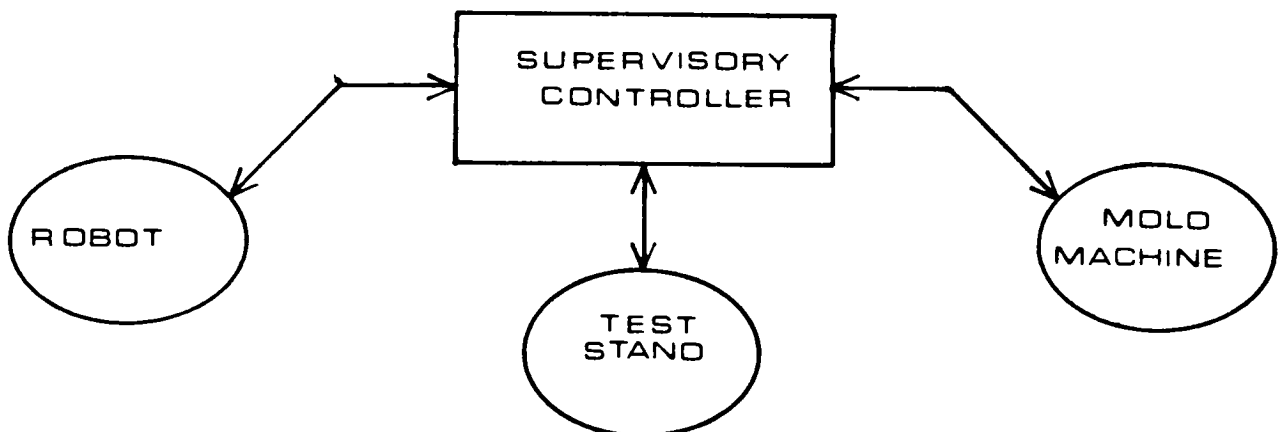 SUPERVISORY
CONTROLLER
ROBOT
MOLD
MACHINE
TEST
STAND